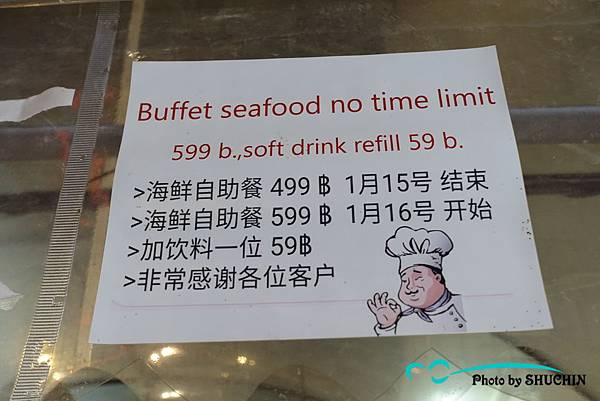 Buffet seafood no time limit
599 b.,soft drink refill 59 b.
>海鲜自助餐 499 ฿ 1月15号 结束
>海鲜自助餐 599 ฿ 1月16号 开始
>加饮料一位 59฿
>非常感谢各位客户
Photo by SHUCHIN